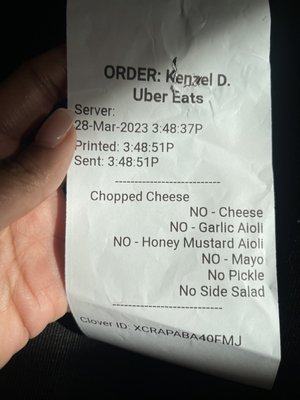 ORDER: Kenzel D.
Uber Eats
Server:
28-Mar-2023 3:48:37P
Printed: 3:48:51P
Sent: 3:48:51P
Chopped Cheese
NO - Cheese
NO - Garlic Aioli
NO - Honey Mustard Aioli
NO - Mayo
No Pickle
No Side Salad
Clover ID: XCRAPABA40FMJ